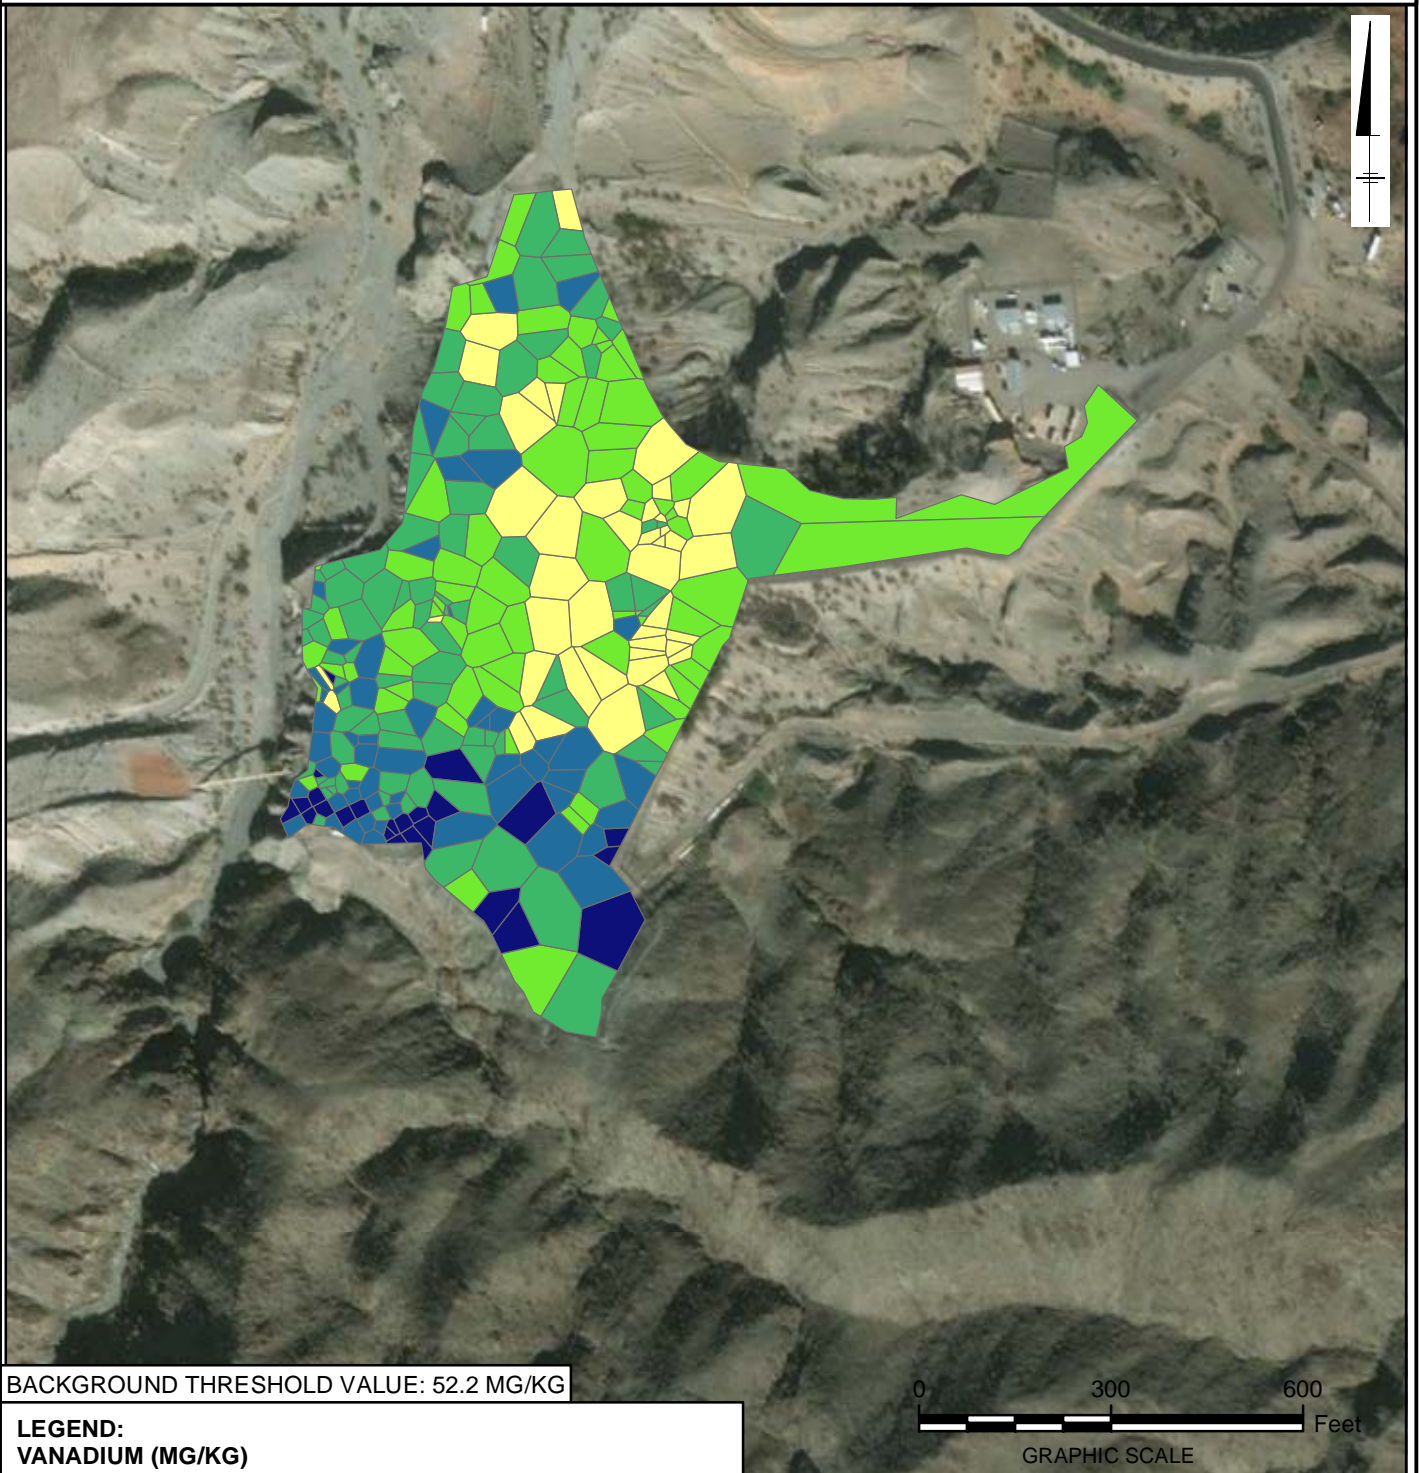 BACKGROUND THRESHOLD VALUE: 52.2 MG/KG
LEGEND:
VANADIUM (MG/KG)
0 300 600
Feet
GRAPHIC SCALE